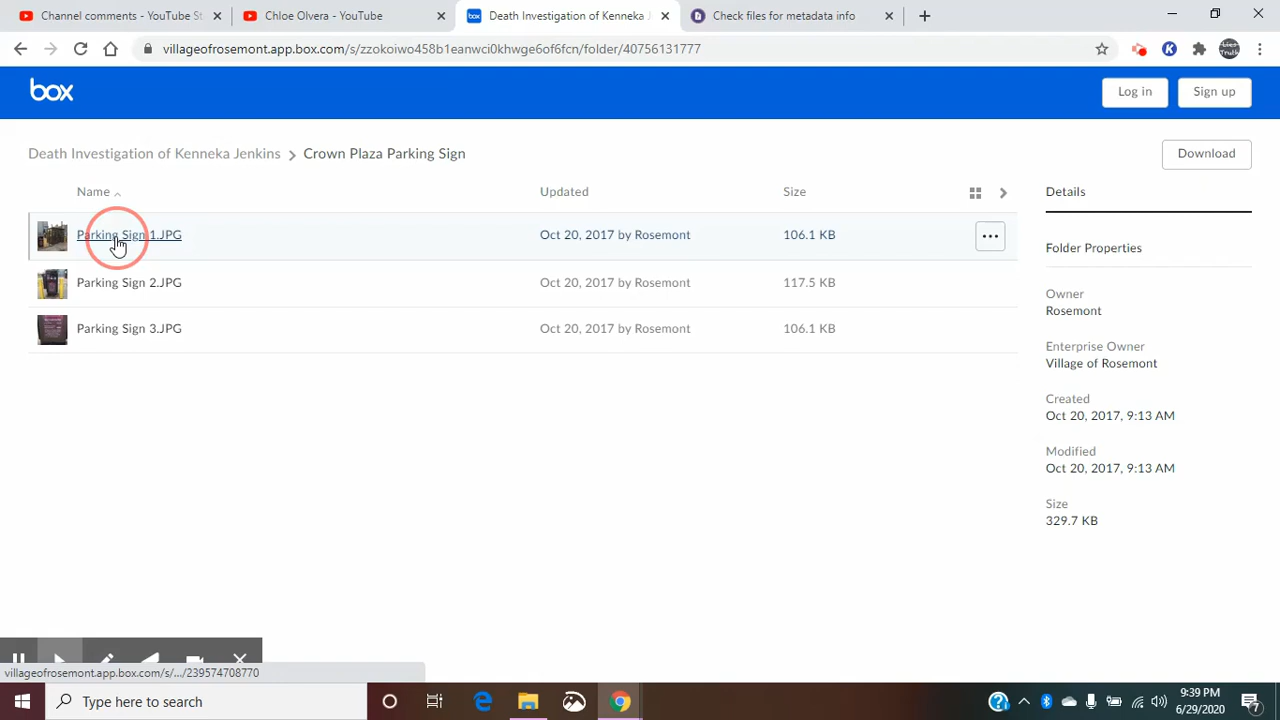 Channel comments - YouTube S
Chloe Olvera - YouTube
Death Investigation of Kenneka J
Check files for metadata info
villageofrosemont.app.box.com/s/zzokoiwo458b1eanwci0khwge6of6fcn/folder/40756131777
box
Log in
Sign up
Death Investigation of Kenneka Jenkins
Crown Plaza Parking Sign
Download
Name
Updated
Size
Details
Parking Sign 1.JPG
Oct 20, 2017 by Rosemont
106.1 KB
Parking Sign 2.JPG
Oct 20, 2017 by Rosemont
117.5 KB
Parking Sign 3.JPG
Oct 20, 2017 by Rosemont
106.1 KB
Folder Properties
Owner
Rosemont
Enterprise Owner
Village of Rosemont
Created
Oct 20, 2017, 9:13 AM
Modified
Oct 20, 2017, 9:13 AM
Size
329.7 KB
villageofrosemont.app.box.com/s/.../239574708770
Type here to search
9:39 PM
6/29/2020
7